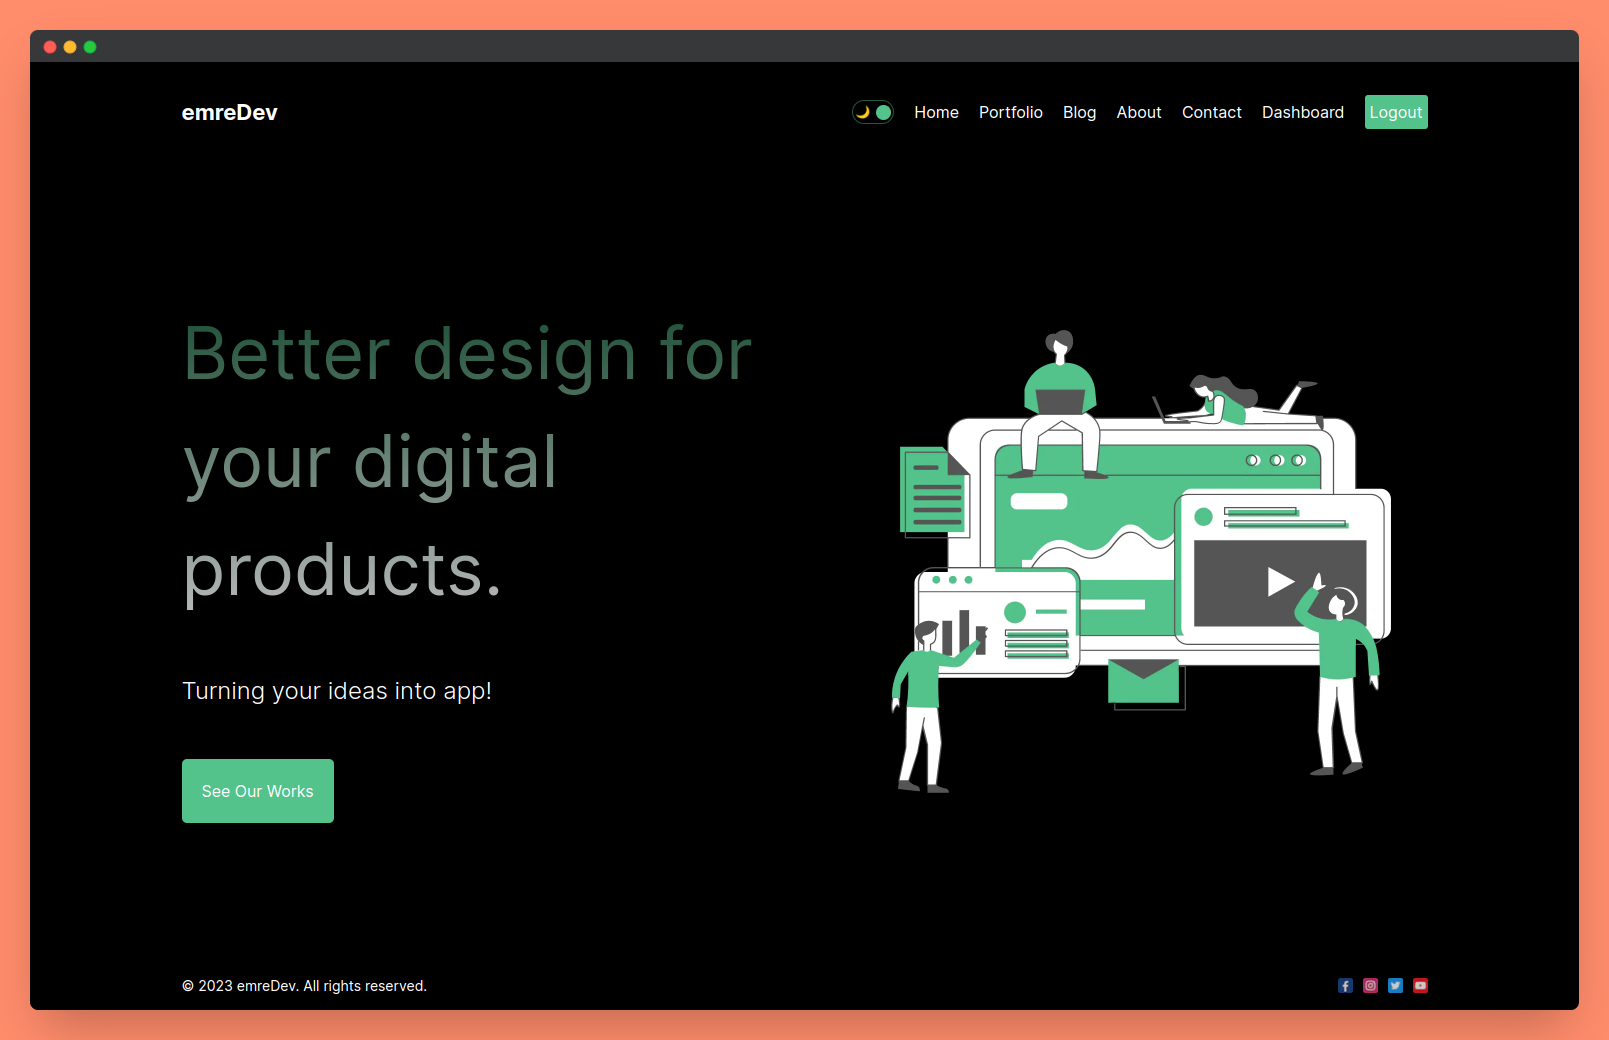 emreDev
Home Portfolio Blog About Contact Dashboard Logout
Better design for
your digital
products.
Turning your ideas into app!
See Our Works
© 2023 emreDev. All rights reserved.